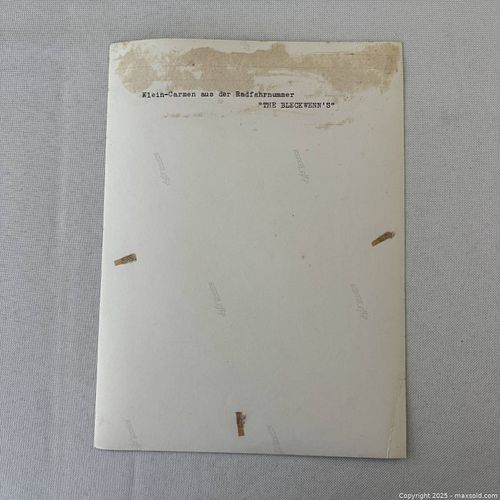 Klein-Carmen aus der Radfahrnummer
"THE BLECKWENN'S"
Copyright 2025 - maxsold.com